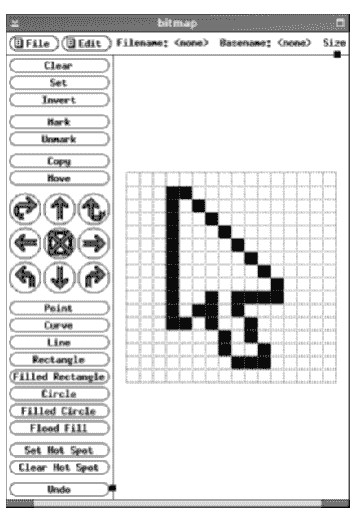 bitmap
File Edit Filename: <none> Basename: <none> Size
Clear
Set
Invert
Mark
Unmark
Copy
Move
Point
Curve
Line
Rectangle
Filled Rectangle
Circle
Filled Circle
Flood Fill
Set Hot Spot
Clear Hot Spot
Undo